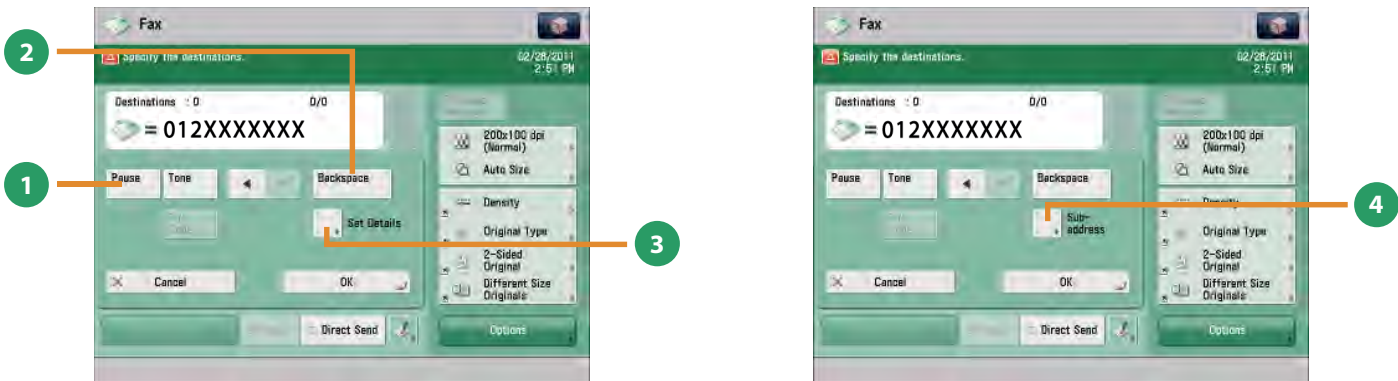 Fax
Specify the destinations.
02/28/2011
2:51 PM
Destinations : 0
0/0
= 012XXXXXXX
Pause
Tone
Backspace
Set Details
Cancel
OK
Direct Send
200x100 dpi
(Normal)
Auto Size
Density
Original Type
2-Sided
Original
Different Size
Originals
Options
1
2
3
Fax
Specify the destinations.
02/28/2011
2:51 PM
Destinations : 0
0/0
= 012XXXXXXX
Pause
Tone
Backspace
Sub-
address
Cancel
OK
Direct Send
200x100 dpi
(Normal)
Auto Size
Density
Original Type
2-Sided
Original
Different Size
Originals
Options
4